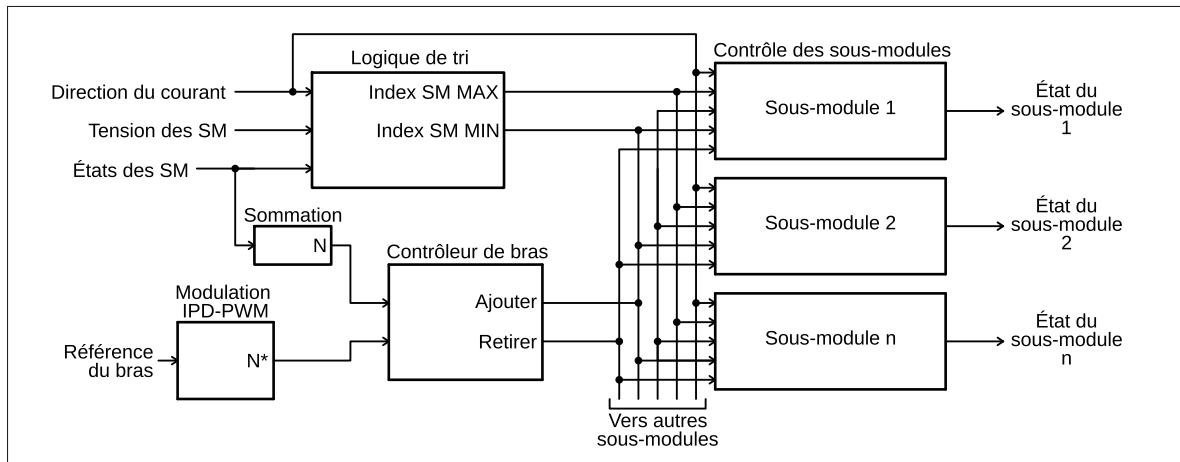 Logique de tri
Contrôle des sous-modules
Direction du courant
Index SM MAX
Tension des SM
Index SM MIN
États des SM
Sous-module 1
État du
sous-module
1
Sommation
N
Sous-module 2
État du
sous-module
2
Contrôleur de bras
Ajouter
Retirer
Modulation
IPD-PWM
Référence
du bras
N*
Sous-module n
État du
sous-module
n
Vers autres
sous-modules